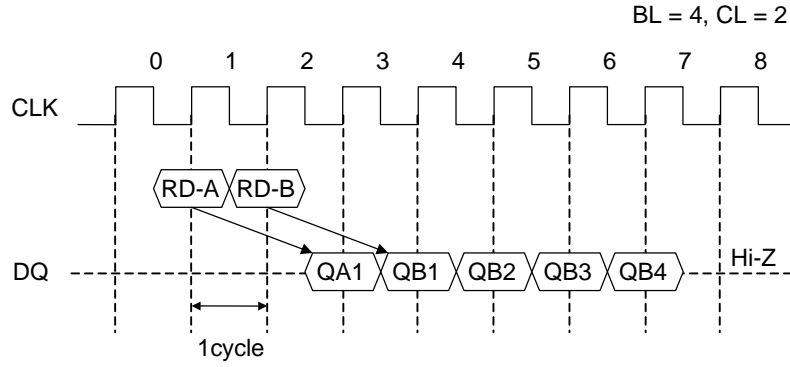 BL = 4, CL = 2
0 1 2 3 4 5 6 7 8
CLK
RD-A RD-B
DQ QA1 QB1 QB2 QB3 QB4 Hi-Z
1cycle